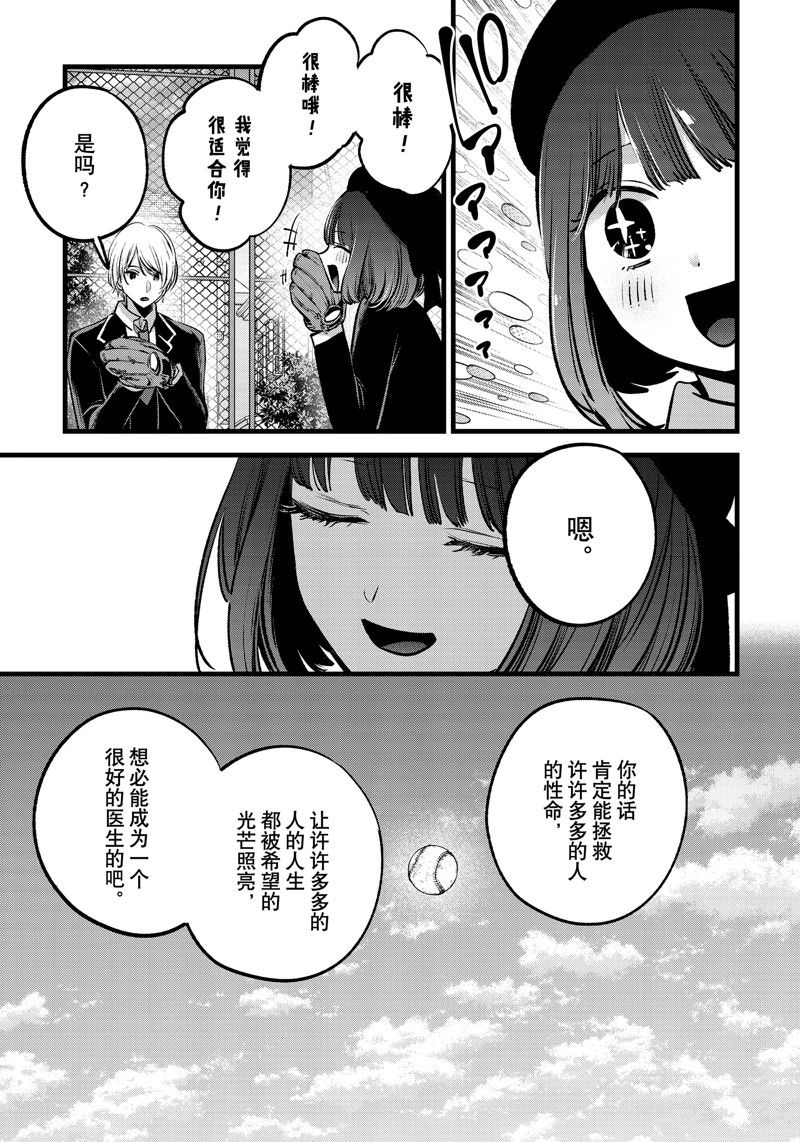 パァァァァッ!!
很棒!
很棒哦!
我觉得
很适合你!
是吗?
嗯。
你的话
肯定能拯救
许许多多的人
的性命,
让许许多多的
人的人生
都被希望的
光芒照亮,
想必能成为一个
很好的医生的吧。